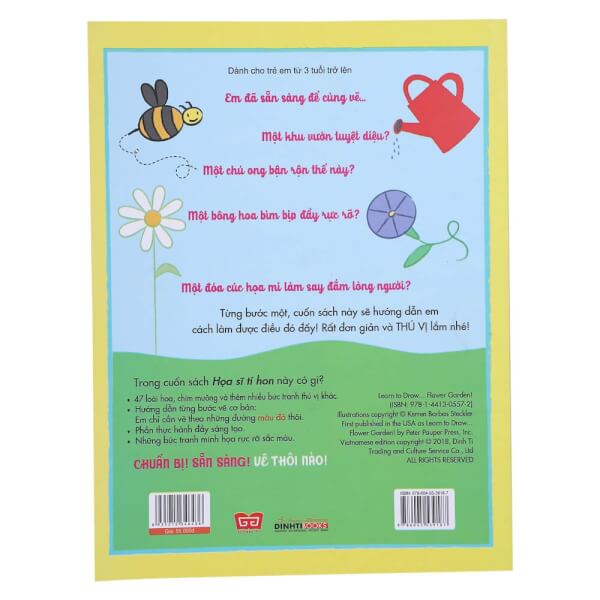 Dành cho trẻ em từ 3 tuổi trở lên
Em đã sẵn sàng để cùng vẽ...
Một khu vườn tuyệt diệu?
Một chú ong bận rộn thế này?
Một bông hoa bìm bịp đầy rực rỡ?
Một đóa cúc họa mi làm say đắm lòng người?
Từng bước một, cuốn sách này sẽ hướng dẫn em
cách làm được điều đó đấy! Rất đơn giản và THÚ VỊ lắm nhé!
Trong cuốn sách Họa sĩ tí hon này có gì?
• 47 loài hoa, chim muông và thêm nhiều bức tranh thú vị khác.
• Hướng dẫn từng bước vẽ cơ bản:
Em chỉ cần vẽ theo những đường màu đỏ thôi.
• Phần thực hành đầy sáng tạo.
• Những bức tranh minh họa rực rỡ sắc màu.
CHUẨN BỊ! SẴN SÀNG! VẼ THÔI NÀO!
Learn to Draw... Flower Garden!
(ISBN: 978-1-4413-0557-2)
Illustrations copyright © Kerren Barbas Steckler
First published in the USA as Learn to Draw...
Flower Garden! by Peter Pauper Press, Inc.
Vietnamese edition copyright © 2018, Dinh Ti
Trading and Culture Service Co., Ltd
ALL RIGHTS RESERVED
DINHTIBOOKS